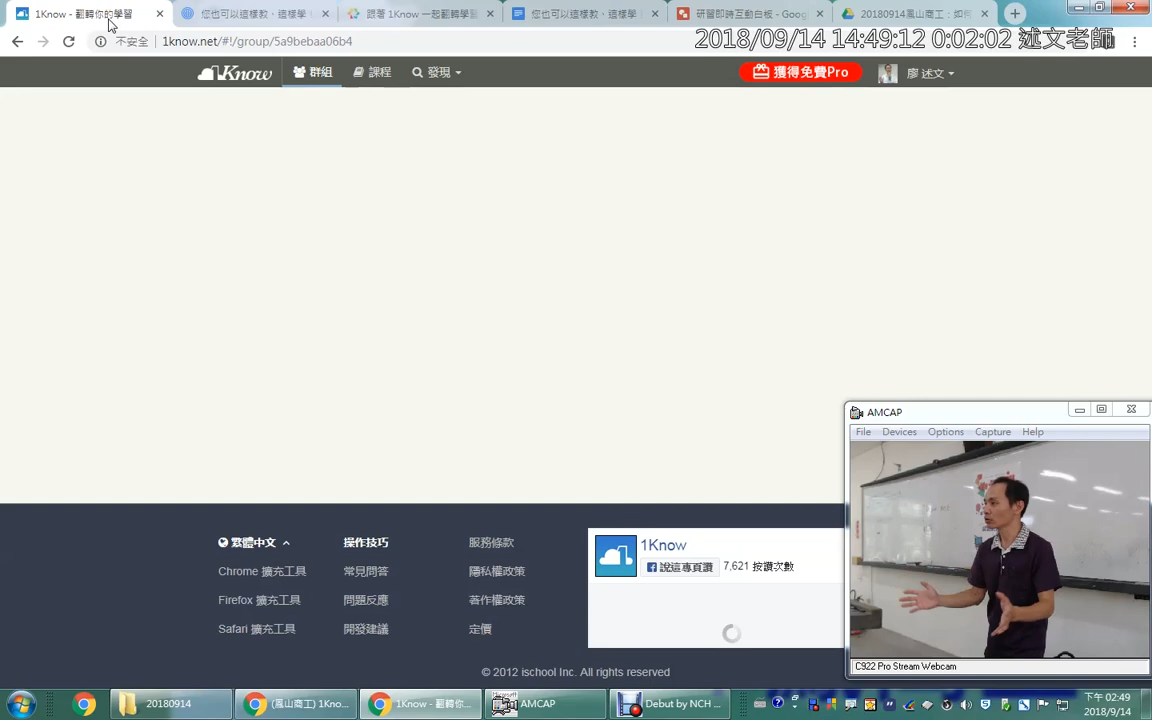 1Know - 翻轉你的學習
您也可以這樣教，這樣學
跟著 1Know 一起翻轉學
您也可以這樣教，這樣學
研習即時互動白板 - Goog
20180914鳳山商工：如何
不安全
1know.net/#!/group/5a9bebaa06b4
2018/09/14 14:49:12 0:02:02 述文老師
1Know
群組
課程
發現
獲得免費Pro
廖 述文
AMCAP
File Devices Options Capture Help
C922 Pro Stream Webcam
繁體中文
操作技巧
服務條款
Chrome 擴充工具
常見問答
隱私權政策
Firefox 擴充工具
問題反應
著作權政策
Safari 擴充工具
開發建議
定價
1Know
說這專頁讚
7,621 按讚次數
© 2012 ischool Inc. All rights reserved
20180914
(鳳山商工) 1Kno...
1Know - 翻轉你...
AMCAP
Debut by NCH ...
下午 02:49
2018/9/14